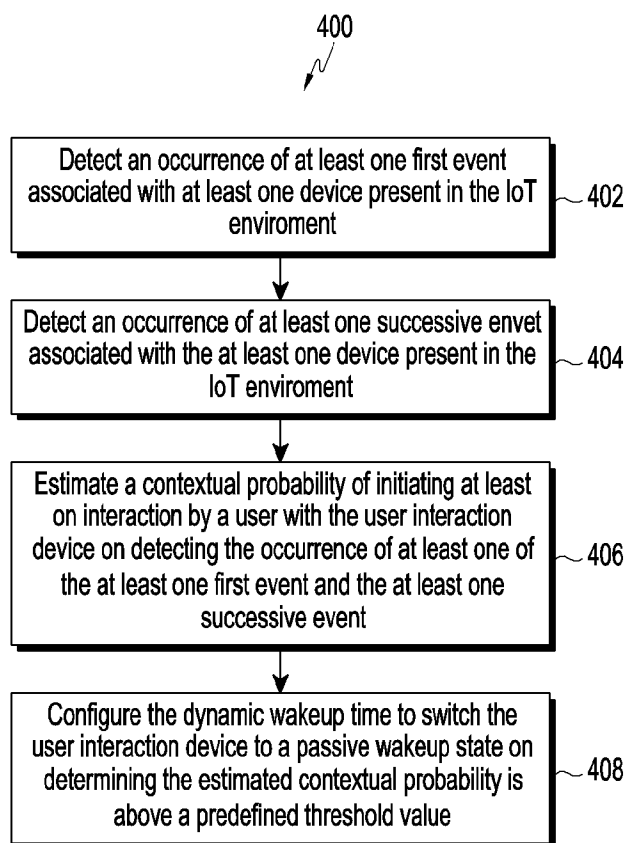 400
Detect an occurrence of at least one first event
associated with at least one device present in the IoT
enviroment
402
Detect an occurrence of at least one successive envet
associated with the at least one device present in the
IoT enviroment
404
Estimate a contextual probability of initiating at least
on interaction by a user with the user interaction
device on detecting the occurrence of at least one of
the at least one first event and the at least one
successive event
406
Configure the dynamic wakeup time to switch the
user interaction device to a passive wakeup state on
determining the estimated contextual probability is
above a predefined threshold value
408